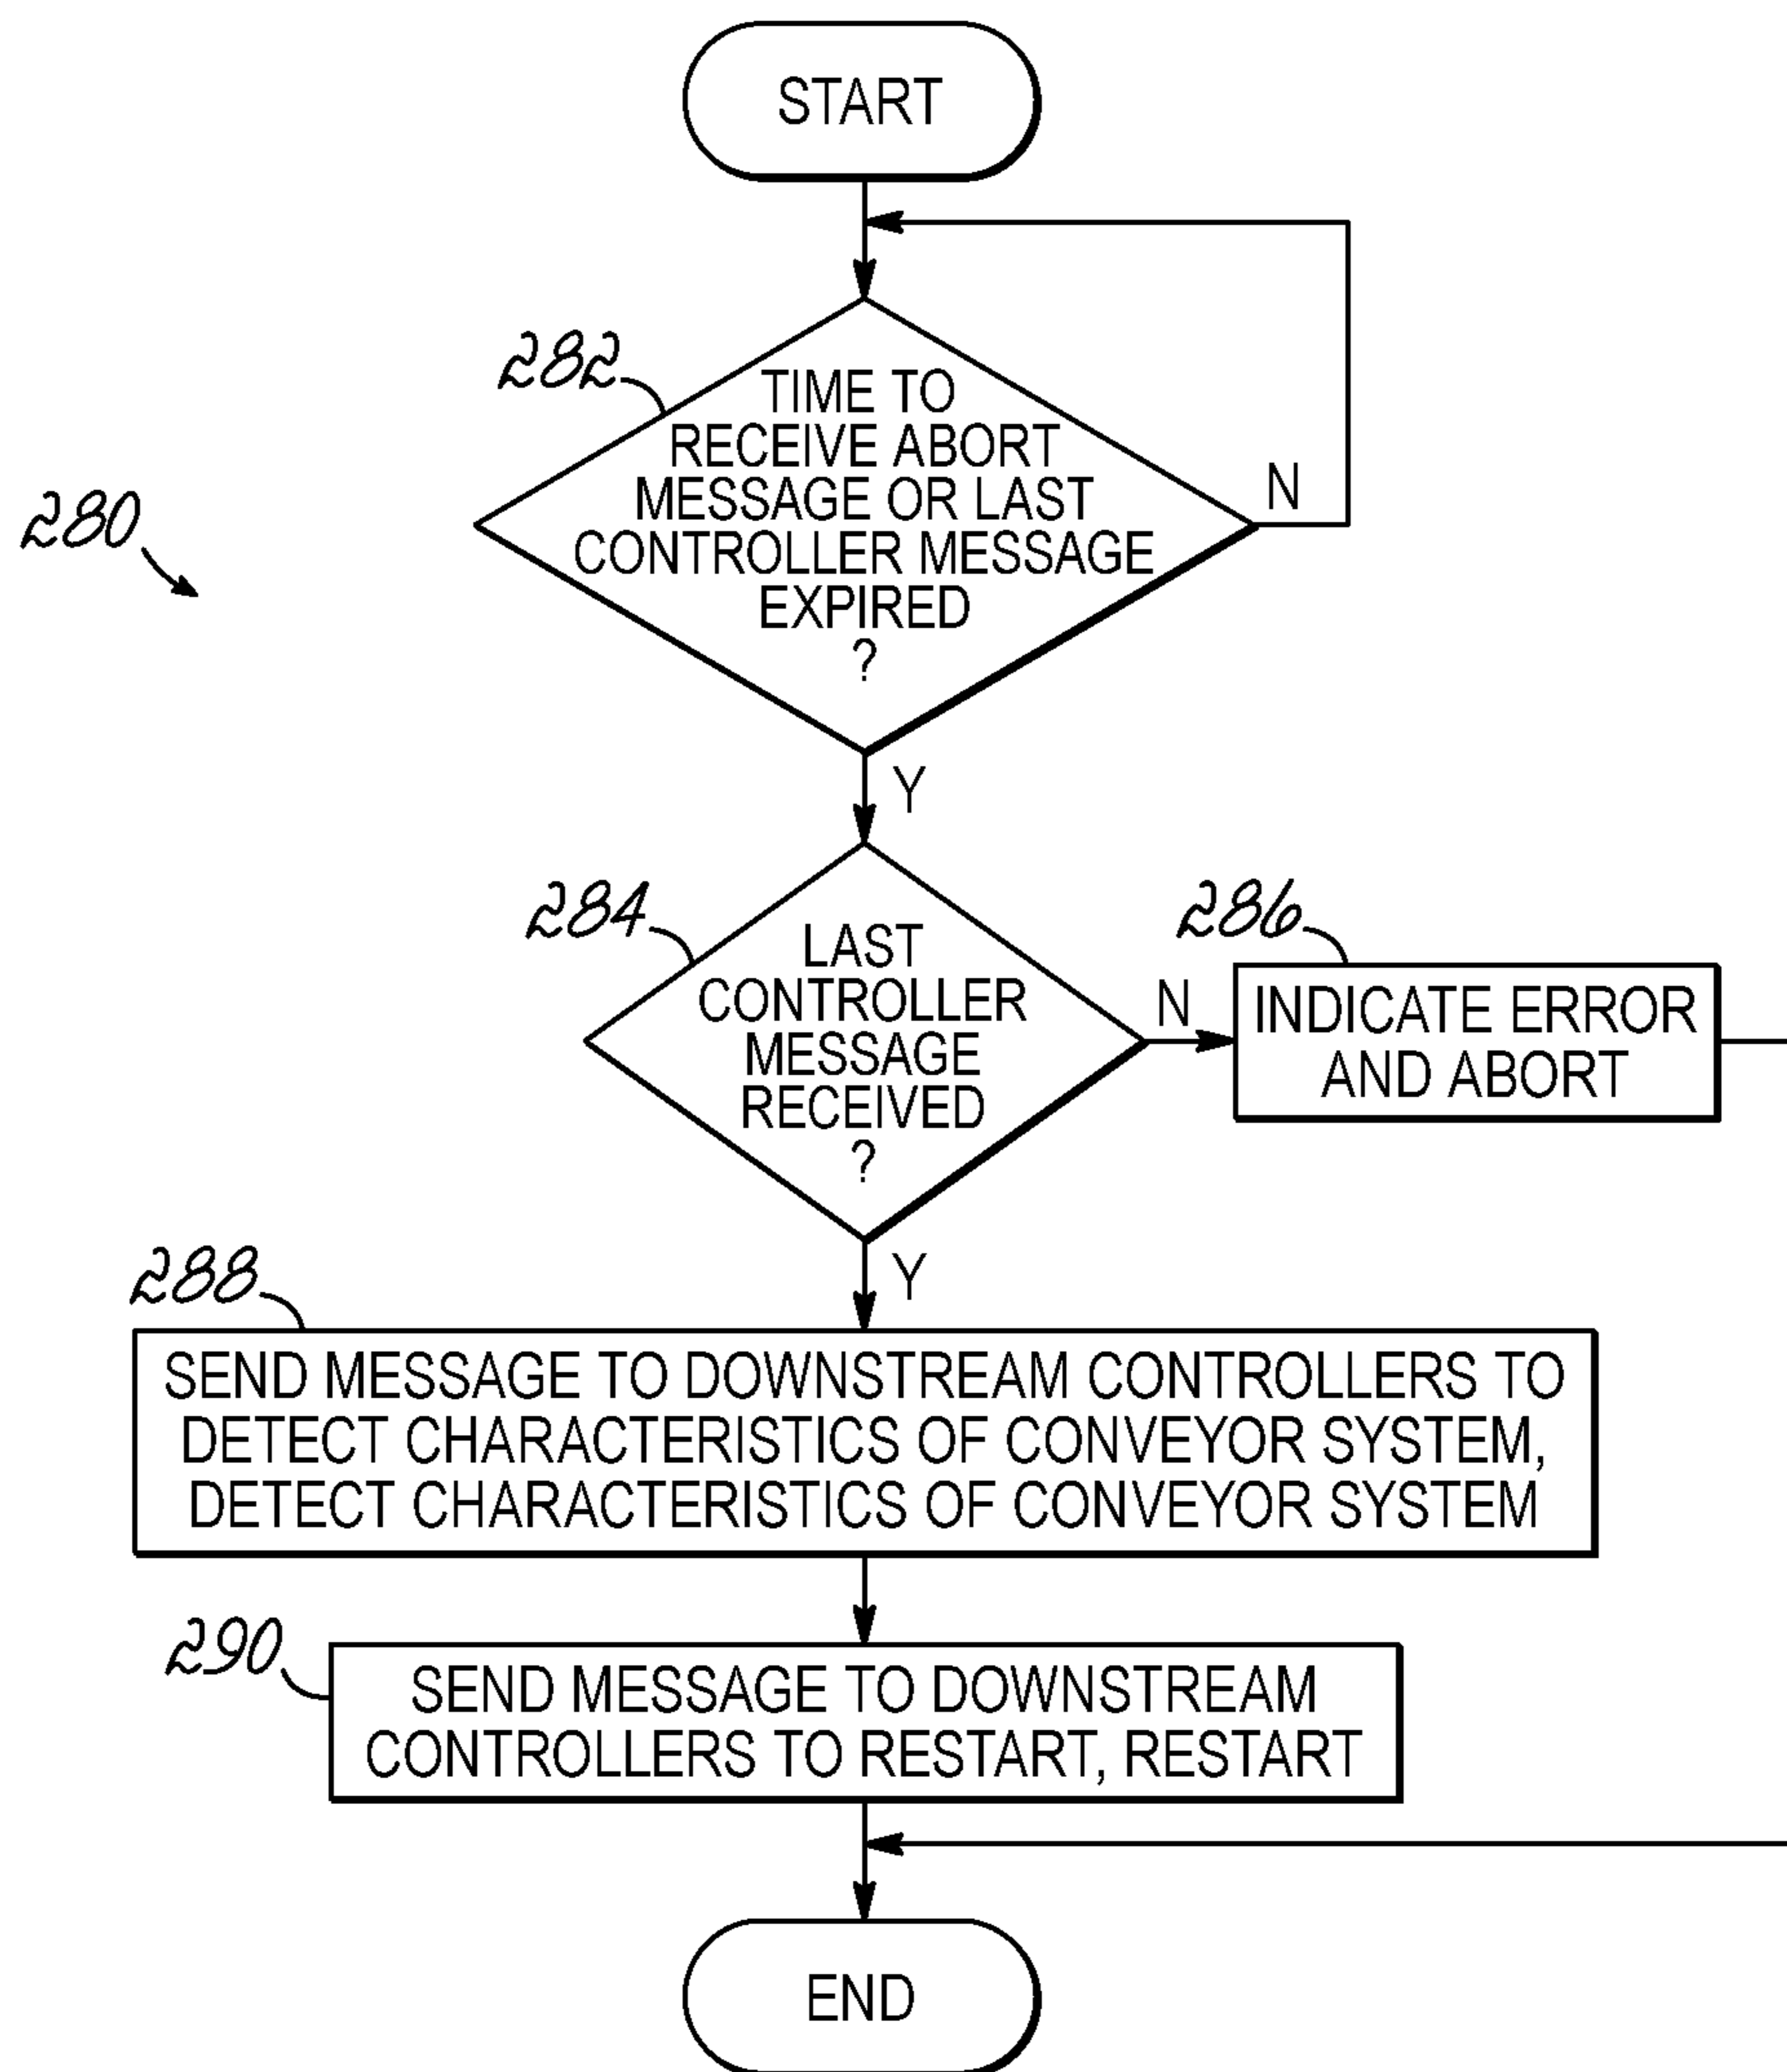 START
282
TIME TO
RECEIVE ABORT
MESSAGE OR LAST
CONTROLLER MESSAGE
EXPIRED
?
N
280
Y
284
LAST
CONTROLLER
MESSAGE
RECEIVED
?
N
286
INDICATE ERROR
AND ABORT
Y
288
SEND MESSAGE TO DOWNSTREAM CONTROLLERS TO
DETECT CHARACTERISTICS OF CONVEYOR SYSTEM,
DETECT CHARACTERISTICS OF CONVEYOR SYSTEM
290
SEND MESSAGE TO DOWNSTREAM
CONTROLLERS TO RESTART, RESTART
END